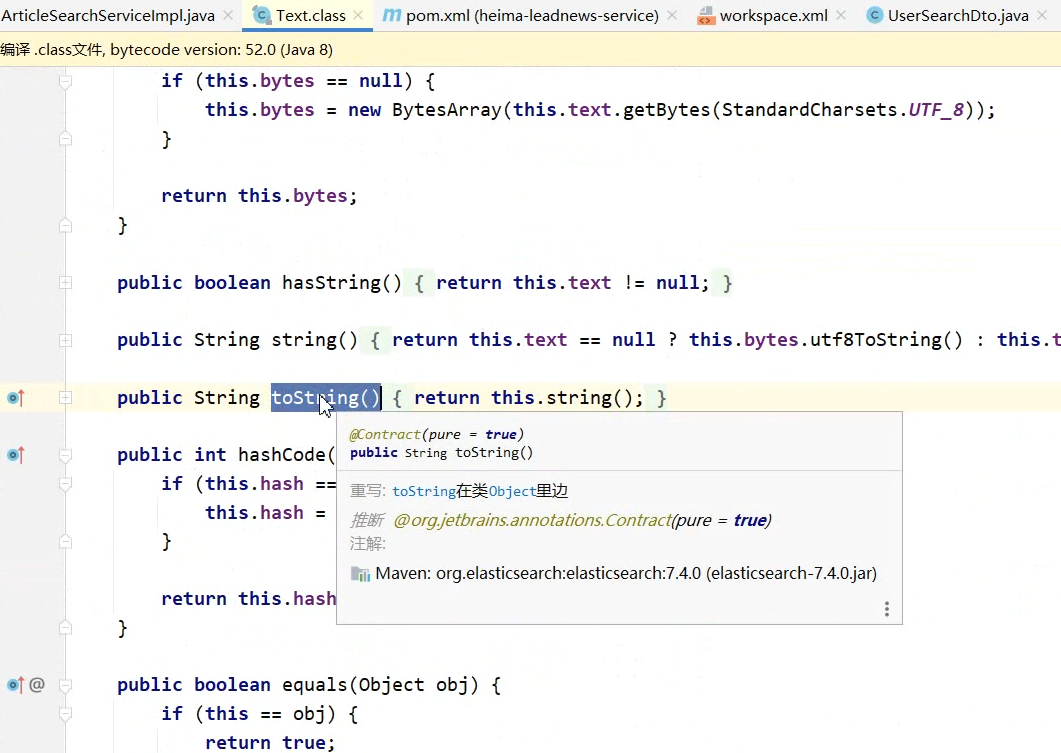 ArticleSearchServiceImpl.java Text.class pom.xml (heima-leadnews-service) workspace.xml UserSearchDto.java
编译 .class文件, bytecode version: 52.0 (Java 8)
if (this.bytes == null) {
this.bytes = new BytesArray(this.text.getBytes(StandardCharsets.UTF_8));
}
return this.bytes;
}
public boolean hasString() { return this.text != null; }
public String string() { return this.text == null ? this.bytes.utf8ToString() : this.t
public String toString() { return this.string(); }
@Contract(pure = true)
public String toString()
public int hashCode(
重写: toString在类Object里边
if (this.hash ==
this.hash =
推断 @org.jetbrains.annotations.Contract(pure = true)
注解:
}
Maven: org.elasticsearch:elasticsearch:7.4.0 (elasticsearch-7.4.0.jar)
return this.hash
}
public boolean equals(Object obj) {
if (this == obj) {
return true;